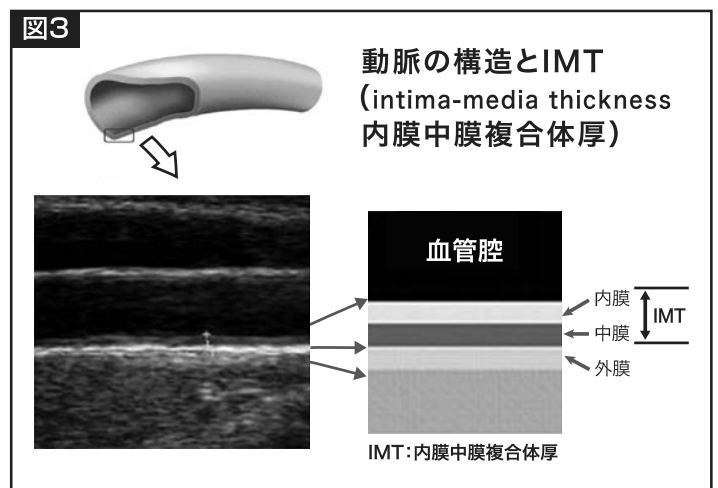 図3
動脈の構造とIMT
(intima-media thickness
内膜中膜複合体厚)
血管腔
内膜
中膜
外膜
IMT
IMT:内膜中膜複合体厚